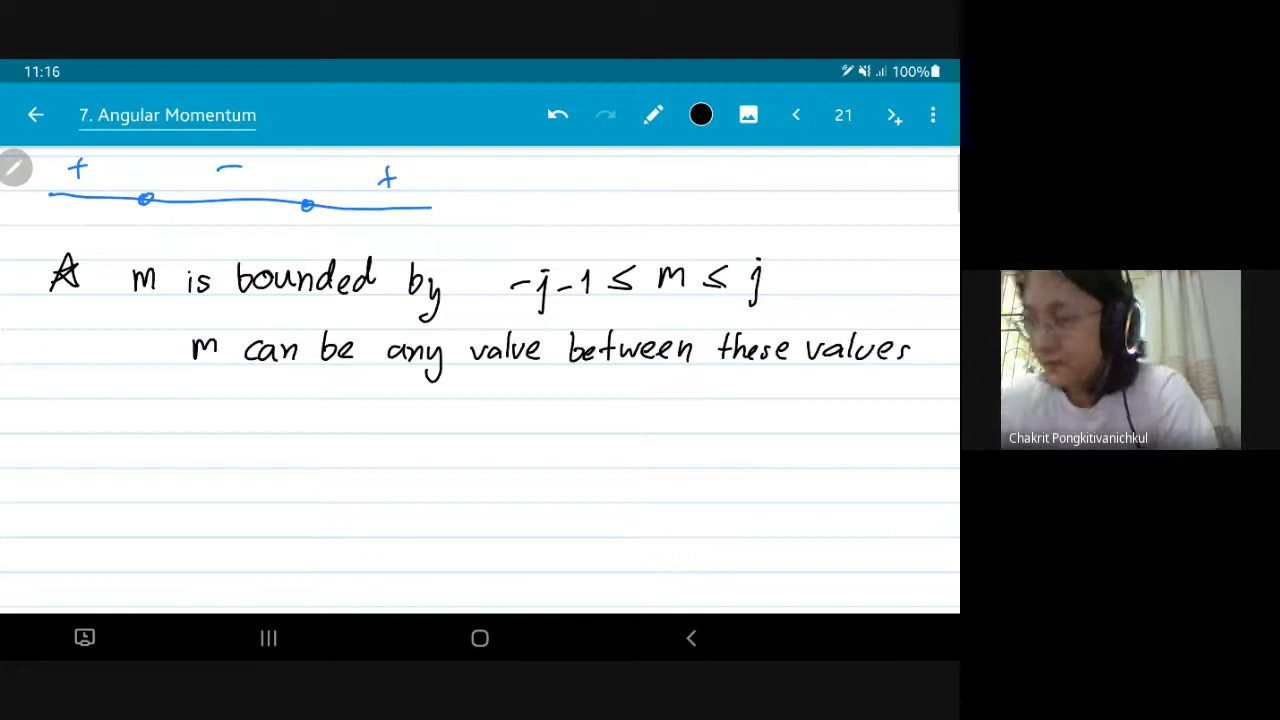 11:16 100%
7. Angular Momentum 21
+ − +
m is bounded by -j-1 ≤ m ≤ j
m can be any value between these values
Chakrit Pongkitivanichkul